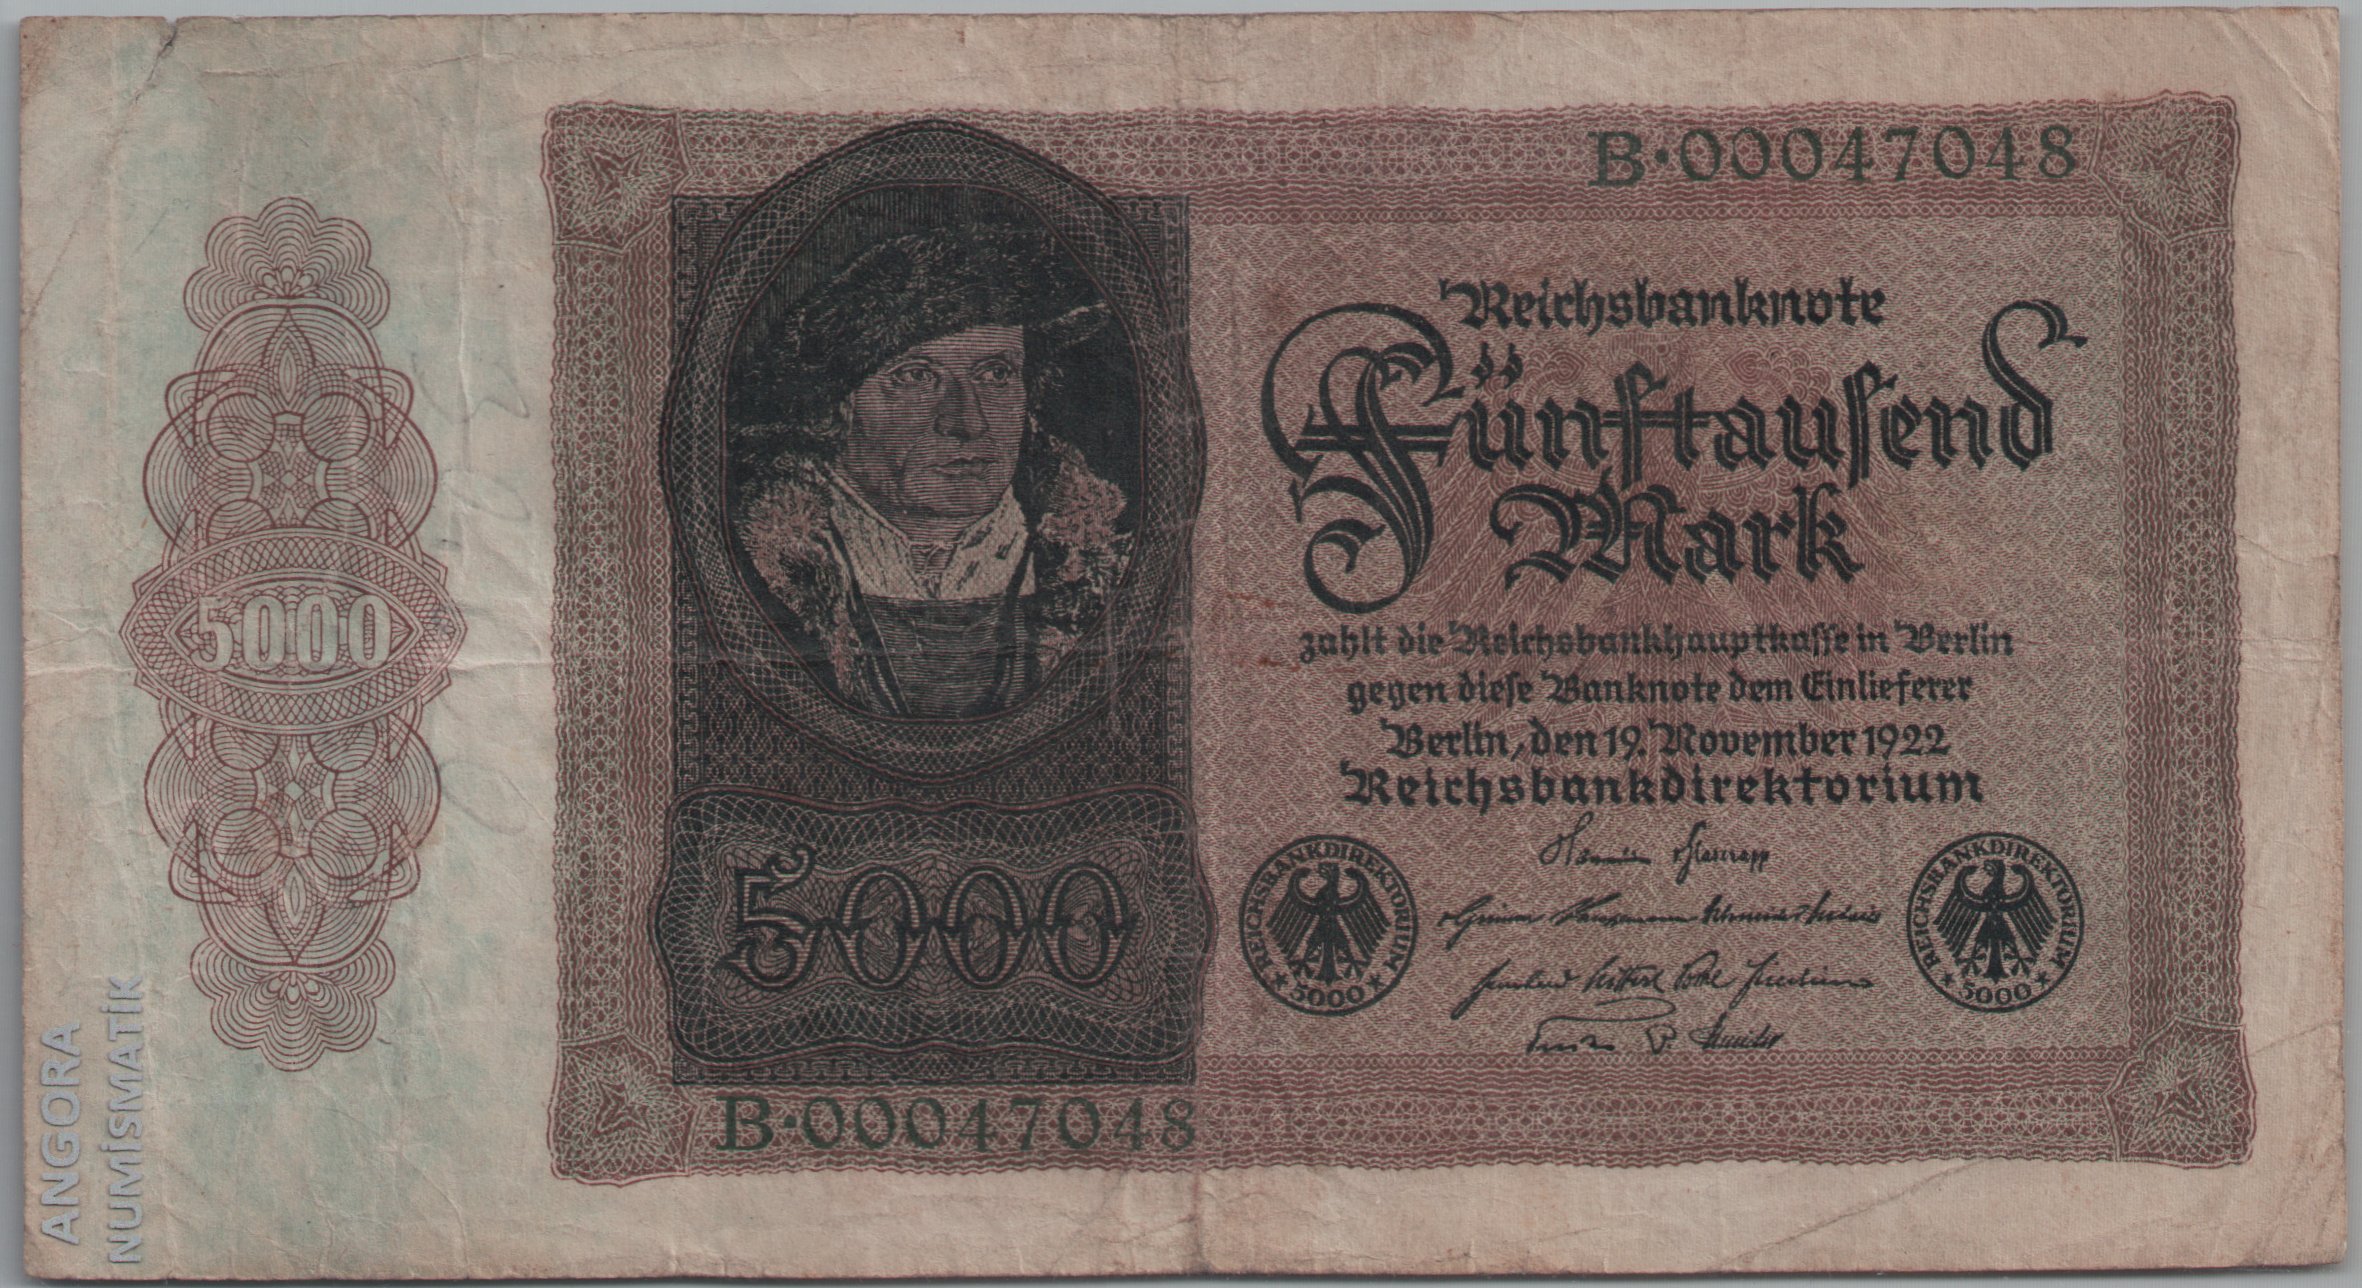 B·00047048
Reichsbanknote
Fünftausend
Mark
zahlt die Reichsbankhauptkasse in Berlin
gegen diese Banknote dem Einlieferer
Berlin, den 19. November 1922
Reichsbankdirektorium
5000
5000
REICHSBANKDIREKTORIUM
★ 5000 ★
REICHSBANKDIREKTORIUM
★ 5000 ★
B·00047048
ANGORA
NUMİSMATİK